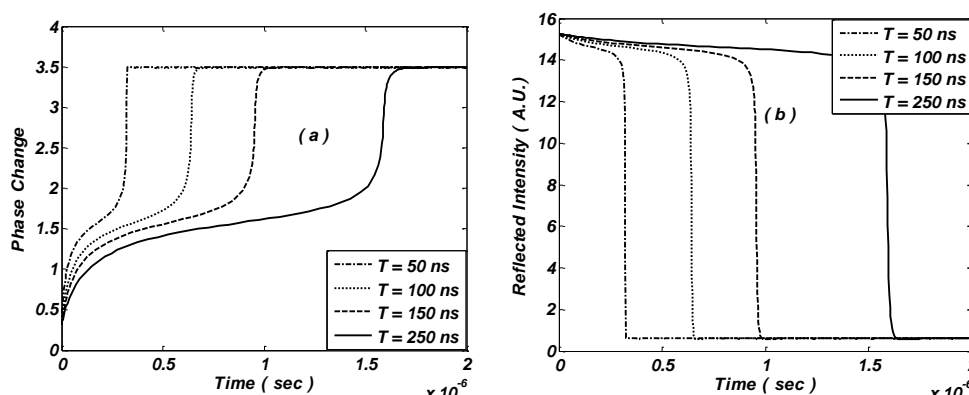 4
3.5
3
2.5
2
1.5
1
0.5
0
Phase Change
( a )
T = 50 ns
T = 100 ns
T = 150 ns
T = 250 ns
0
0.5
1
1.5
2
Time ( sec )
x 10⁻⁶
16
14
12
10
8
6
4
2
0
Reflected Intensity ( A.U. )
T = 50 ns
T = 100 ns
T = 150 ns
T = 250 ns
( b )
0
0.5
1
1.5
Time ( sec )
x 10⁻⁶